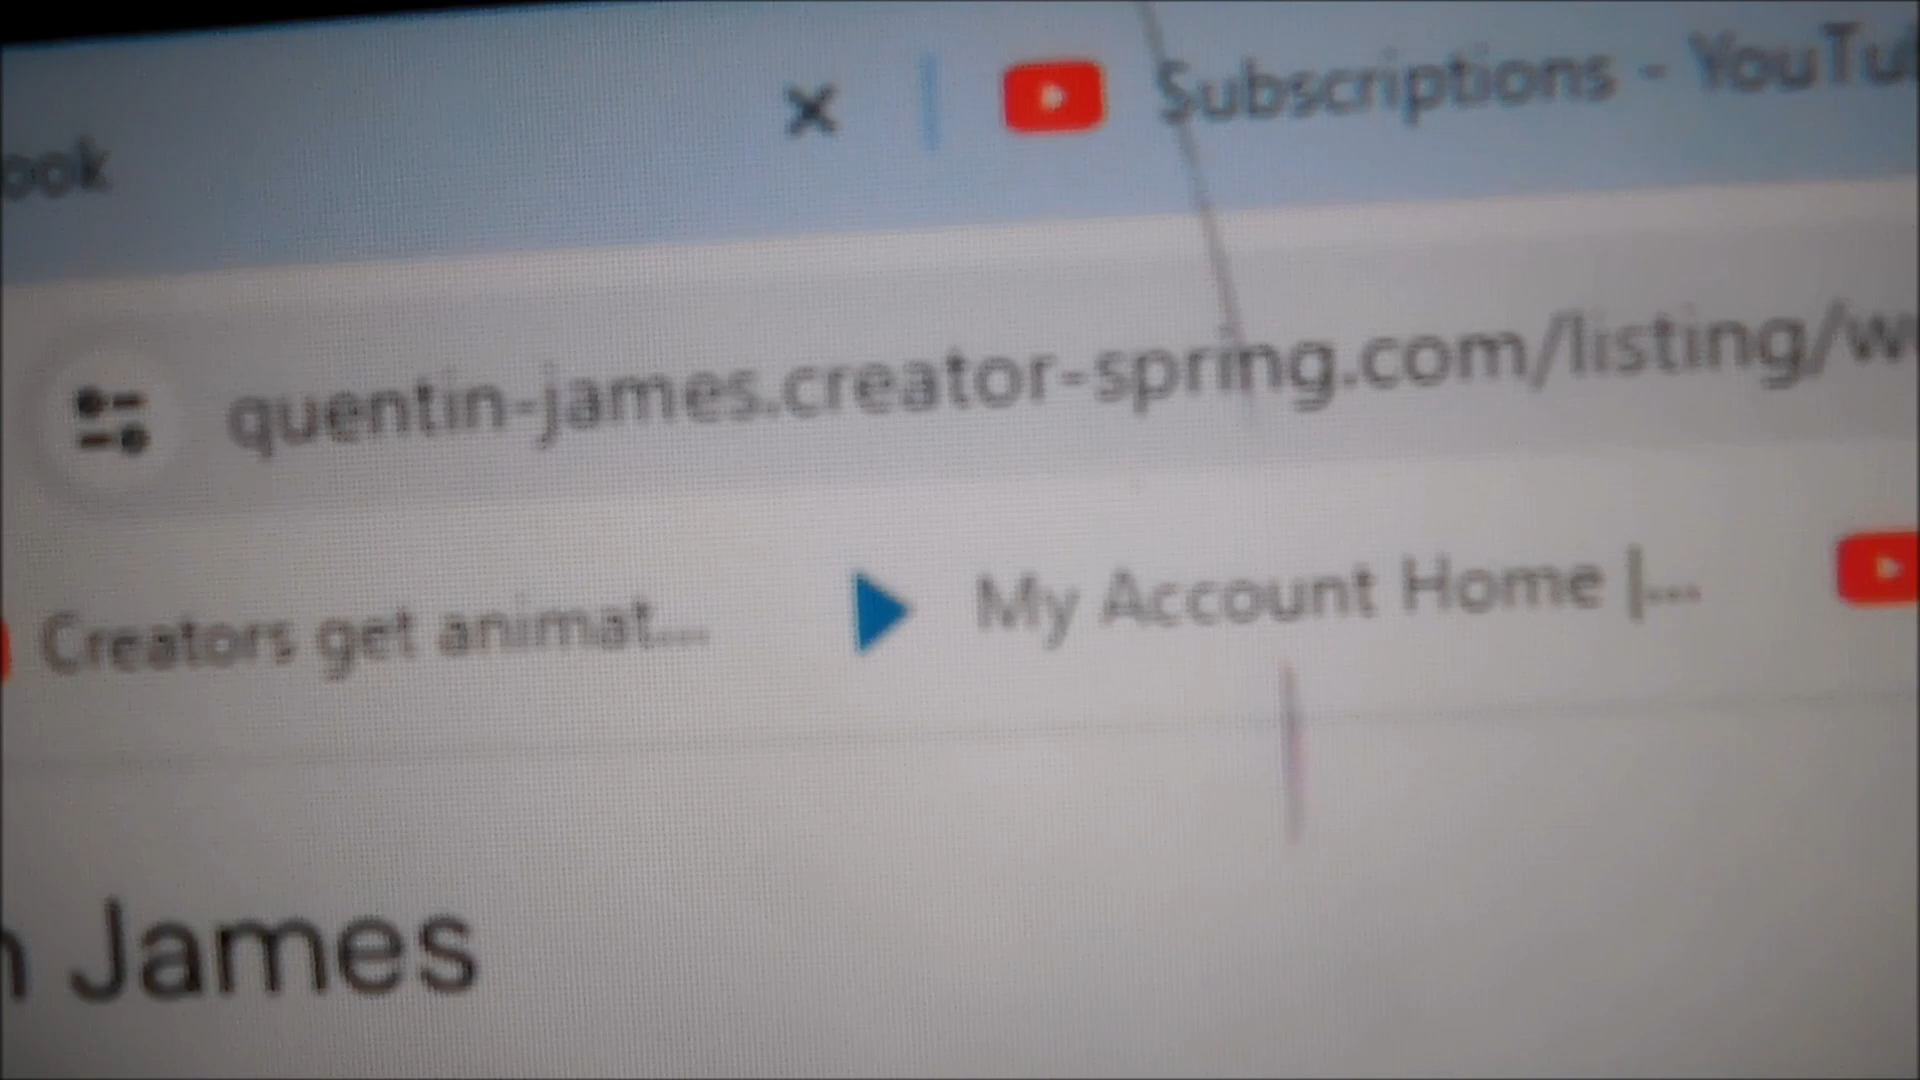 ook
Subscriptions - YouTu
quentin-james.creator-spring.com/listing/w
Creators get animat...
My Account Home |...
James